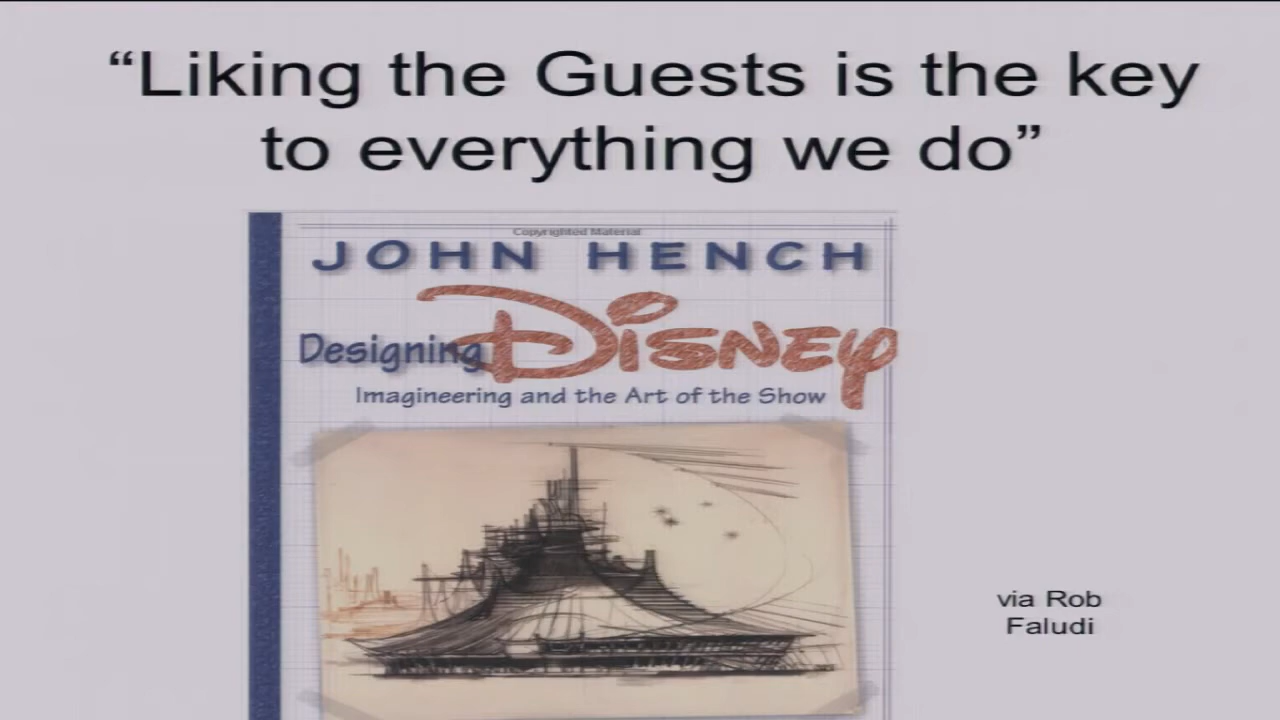 “Liking the Guests is the key
to everything we do”
Copyrighted Material
JOHN HENCH
Designing Disney
Imagineering and the Art of the Show
via Rob
Faludi